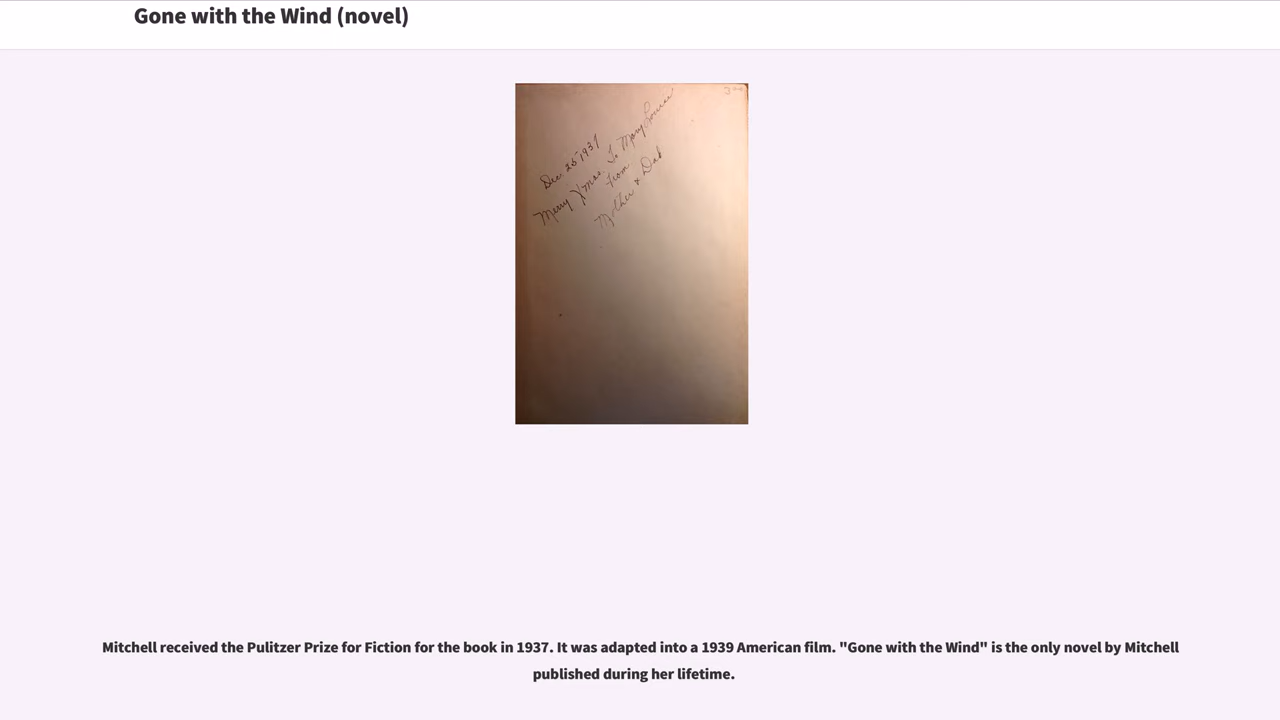 Gone with the Wind (novel)
Dec 25 1937
Merry Xmas. To Mary Louise
From
Mother & Dad
Mitchell received the Pulitzer Prize for Fiction for the book in 1937. It was adapted into a 1939 American film. "Gone with the Wind" is the only novel by Mitchell
published during her lifetime.